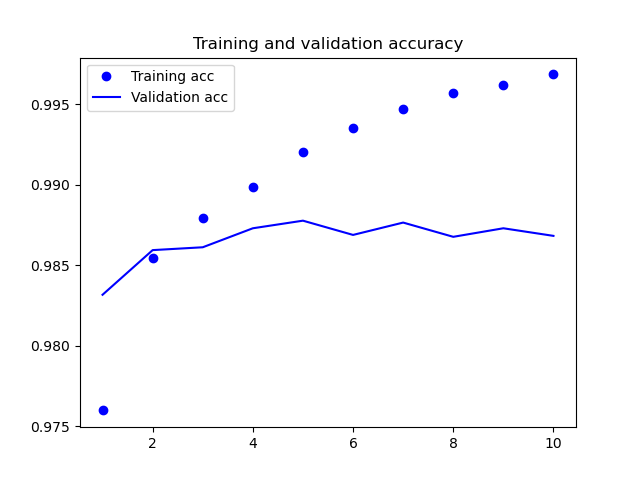 Training and validation accuracy
Training acc
Validation acc
0.995
0.990
0.985
0.980
0.975
2 4 6 8 10